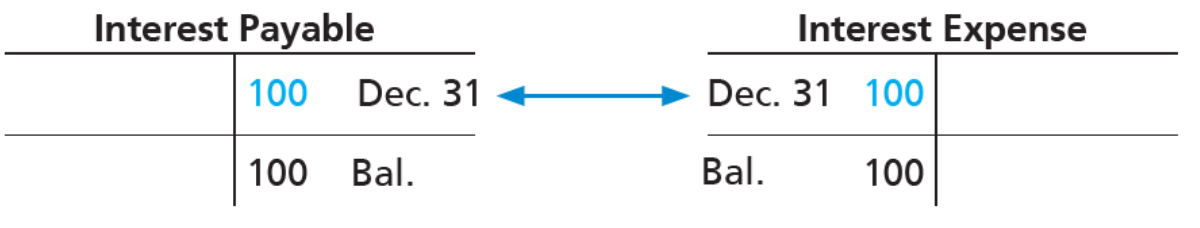 Interest Payable Interest Expense
100 Dec. 31 Dec. 31 100
100 Bal. Bal. 100